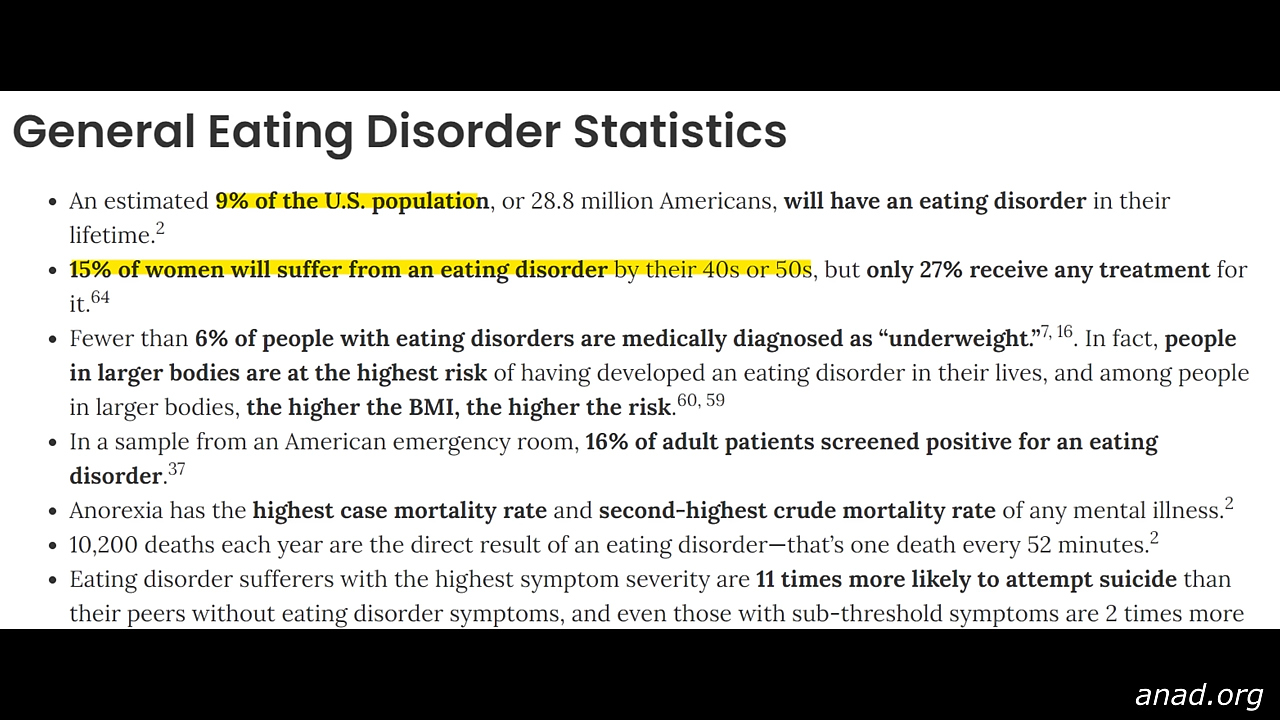 General Eating Disorder Statistics
• An estimated 9% of the U.S. population, or 28.8 million Americans, will have an eating disorder in their
lifetime.2
• 15% of women will suffer from an eating disorder by their 40s or 50s, but only 27% receive any treatment for
it.64
• Fewer than 6% of people with eating disorders are medically diagnosed as “underweight.”7, 16. In fact, people
in larger bodies are at the highest risk of having developed an eating disorder in their lives, and among people
in larger bodies, the higher the BMI, the higher the risk.60, 59
• In a sample from an American emergency room, 16% of adult patients screened positive for an eating
disorder.37
• Anorexia has the highest case mortality rate and second-highest crude mortality rate of any mental illness.2
• 10,200 deaths each year are the direct result of an eating disorder—that’s one death every 52 minutes.2
• Eating disorder sufferers with the highest symptom severity are 11 times more likely to attempt suicide than
their peers without eating disorder symptoms, and even those with sub-threshold symptoms are 2 times more
anad.org